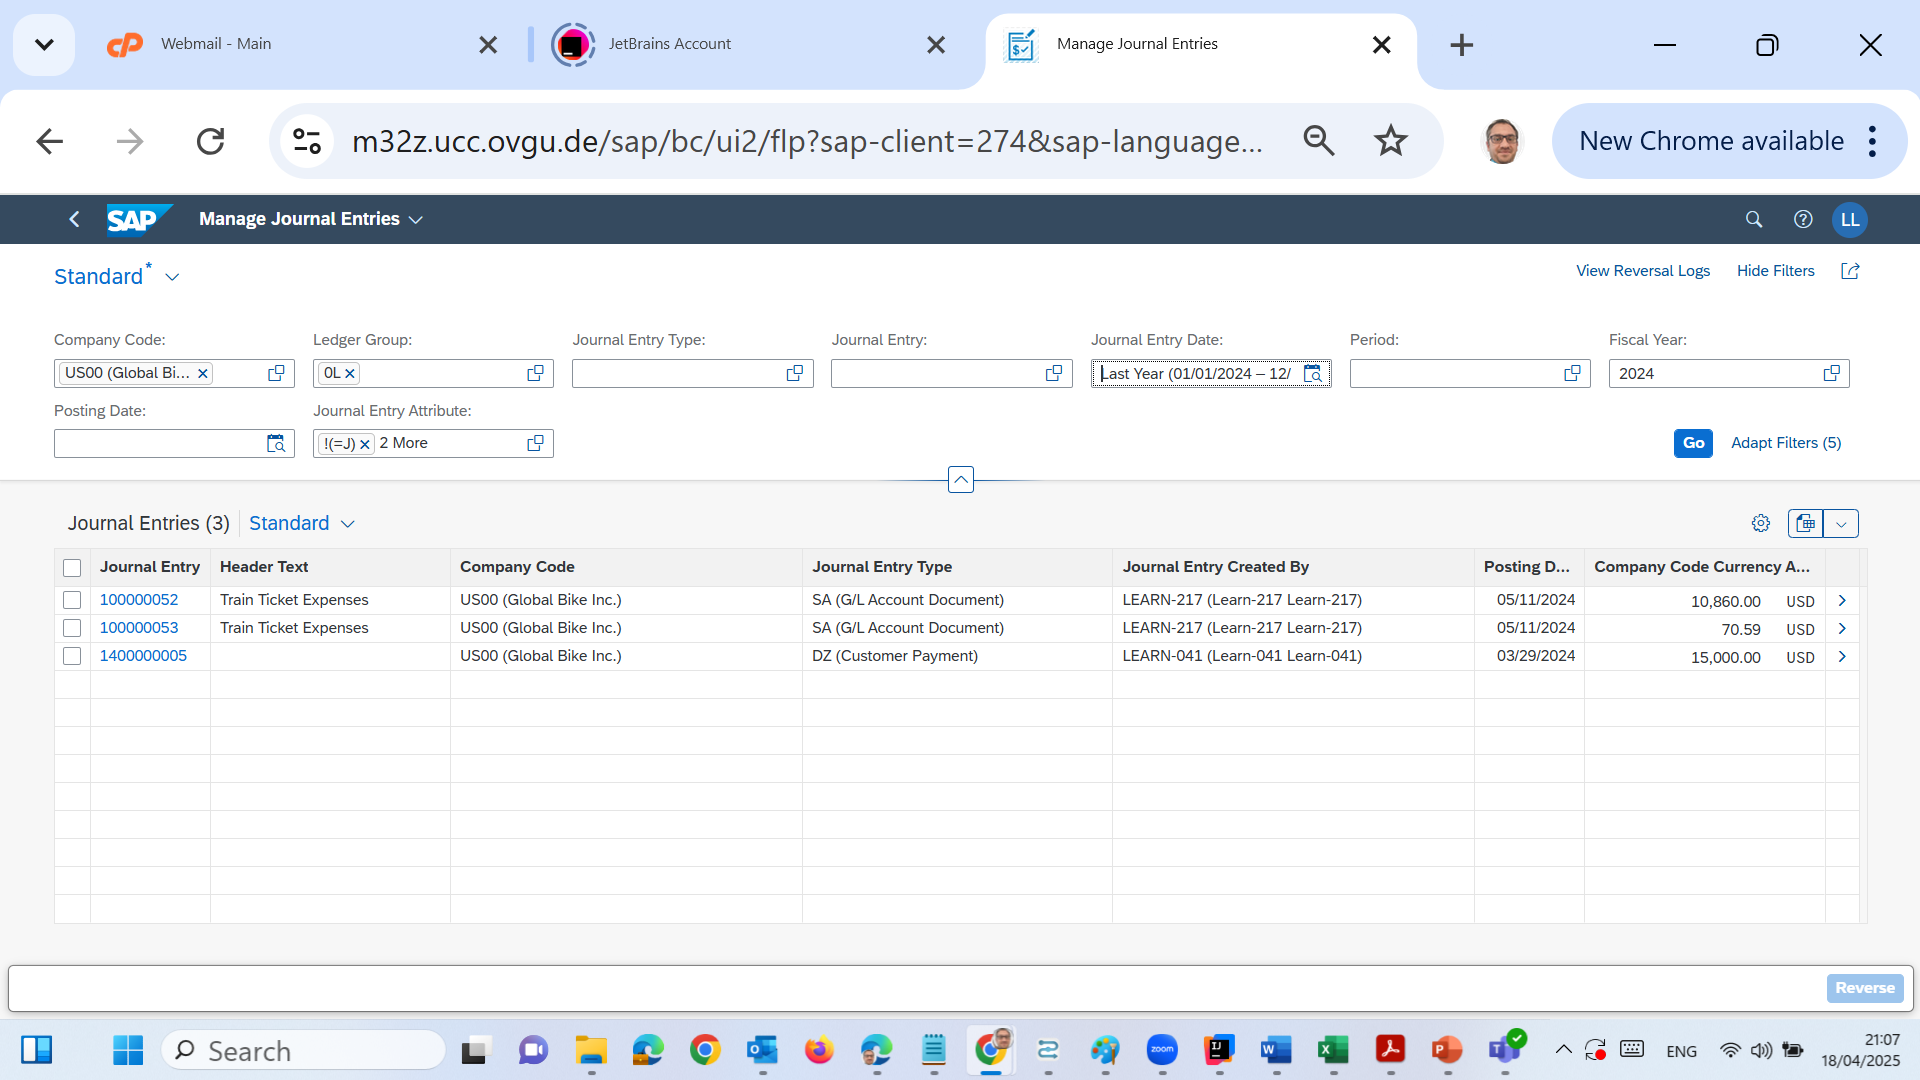 Webmail - Main
JetBrains Account
Manage Journal Entries
m32z.ucc.ovgu.de/sap/bc/ui2/flp?sap-client=274&sap-language...
New Chrome available
SAP
Manage Journal Entries
LL
Standard*
View Reversal Logs
Hide Filters
Company Code:
Ledger Group:
Journal Entry Type:
Journal Entry:
Journal Entry Date:
Period:
Fiscal Year:
US00 (Global Bi...
0L
Last Year (01/01/2024 – 12/
2024
Posting Date:
Journal Entry Attribute:
!(=J) 2 More
Go
Adapt Filters (5)
Journal Entries (3) Standard
Journal Entry Header Text Company Code Journal Entry Type Journal Entry Created By Posting D... Company Code Currency A...
100000052 Train Ticket Expenses US00 (Global Bike Inc.) SA (G/L Account Document) LEARN-217 (Learn-217 Learn-217) 05/11/2024 10,860.00 USD
100000053 Train Ticket Expenses US00 (Global Bike Inc.) SA (G/L Account Document) LEARN-217 (Learn-217 Learn-217) 05/11/2024 70.59 USD
1400000005 US00 (Global Bike Inc.) DZ (Customer Payment) LEARN-041 (Learn-041 Learn-041) 03/29/2024 15,000.00 USD
Reverse
Search
zoom
ENG
21:07
18/04/2025